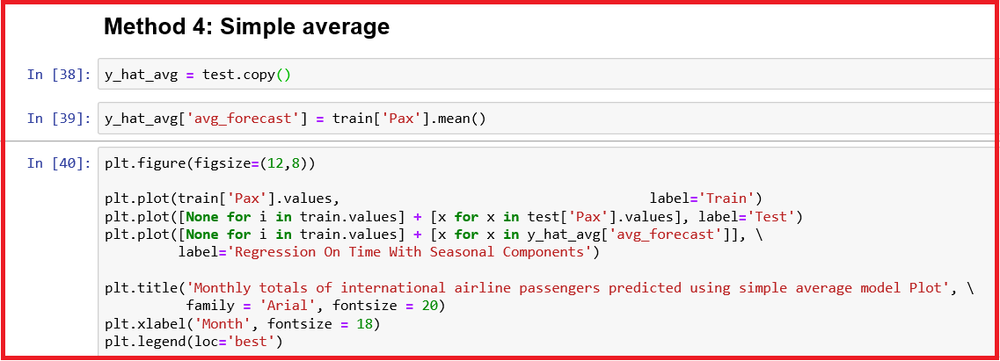 Method 4: Simple average
In [38]: y_hat_avg = test.copy()
In [39]: y_hat_avg['avg_forecast'] = train['Pax'].mean()
In [40]: plt.figure(figsize=(12,8))
plt.plot(train['Pax'].values, label='Train')
plt.plot([None for i in train.values] + [x for x in test['Pax'].values], label='Test')
plt.plot([None for i in train.values] + [x for x in y_hat_avg['avg_forecast']], \
label='Regression On Time With Seasonal Components')
plt.title('Monthly totals of international airline passengers predicted using simple average model Plot', \
family = 'Arial', fontsize = 20)
plt.xlabel('Month', fontsize = 18)
plt.legend(loc='best')